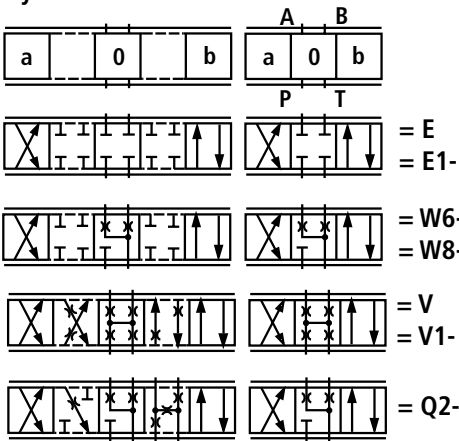 A B
a 0 b a 0 b
P T
= E
= E1-
= W6-
= W8-
= V
= V1-
= Q2-